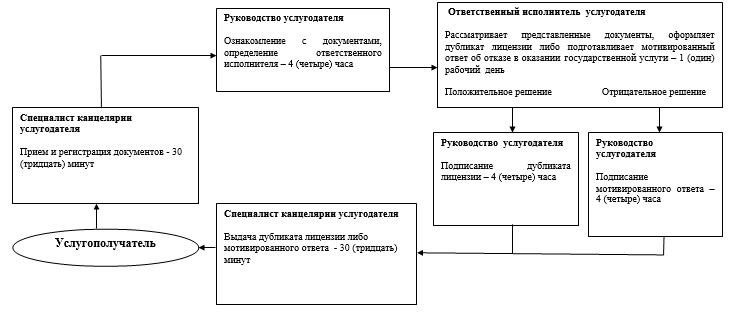 Руководство услугодателя
Ознакомление с документами,
определение ответственного
исполнителя – 4 (четыре) часа
Ответственный исполнитель услугодателя
Рассматривает представленные документы, оформляет
дубликат лицензии либо подготавливает мотивированный
ответ об отказе в оказании государственной услуги – 1 (один)
рабочий день
Положительное решение Отрицательное решение
Специалист канцелярии
услугодателя
Прием и регистрация документов - 30
(тридцать) минут
Руководство услугодателя
Подписание дубликата
лицензии – 4 (четыре) часа
Руководство
услугодателя
Подписание
мотивированного ответа –
4 (четыре) часа
Специалист канцелярии услугодателя
Выдача дубликата лицензии либо
мотивированного ответа - 30 (тридцать)
минут
Услугополучатель